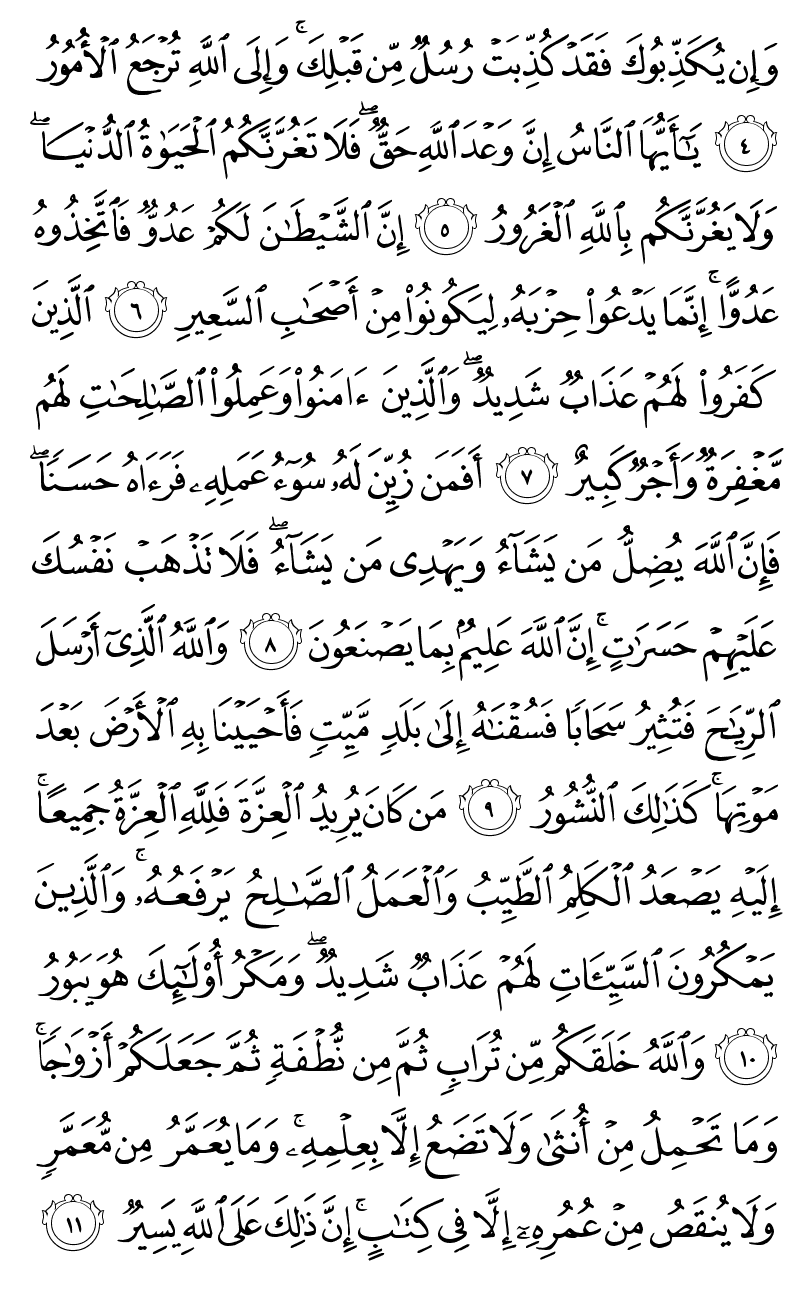 وَإِن يُكَذِّبُوكَ فَقَدۡ كُذِّبَتۡ رُسُلٞ مِّن قَبۡلِكَۚ وَإِلَى ٱللَّهِ تُرۡجَعُ ٱلۡأُمُورُ
٤ يَٰٓأَيُّهَا ٱلنَّاسُ إِنَّ وَعۡدَ ٱللَّهِ حَقّٞۖ فَلَا تَغُرَّنَّكُمُ ٱلۡحَيَوٰةُ ٱلدُّنۡيَاۖ
وَلَا يَغُرَّنَّكُم بِٱللَّهِ ٱلۡغَرُورُ ٥ إِنَّ ٱلشَّيۡطَٰنَ لَكُمۡ عَدُوّٞ فَٱتَّخِذُوهُ
عَدُوًّاۚ إِنَّمَا يَدۡعُواْ حِزۡبَهُۥ لِيَكُونُواْ مِنۡ أَصۡحَٰبِ ٱلسَّعِيرِ ٦ ٱلَّذِينَ
كَفَرُواْ لَهُمۡ عَذَابٞ شَدِيدٞۖ وَٱلَّذِينَ ءَامَنُواْ وَعَمِلُواْ ٱلصَّٰلِحَٰتِ لَهُم
مَّغۡفِرَةٞ وَأَجۡرٞ كَبِيرٌ ٧ أَفَمَن زُيِّنَ لَهُۥ سُوٓءُ عَمَلِهِۦ فَرَءَاهُ حَسَنٗاۖ
فَإِنَّ ٱللَّهَ يُضِلُّ مَن يَشَآءُ وَيَهۡدِي مَن يَشَآءُۖ فَلَا تَذۡهَبۡ نَفۡسُكَ
عَلَيۡهِمۡ حَسَرَٰتٍۚ إِنَّ ٱللَّهَ عَلِيمُۢ بِمَا يَصۡنَعُونَ ٨ وَٱللَّهُ ٱلَّذِيٓ أَرۡسَلَ
ٱلرِّيَٰحَ فَتُثِيرُ سَحَابٗا فَسُقۡنَٰهُ إِلَىٰ بَلَدٖ مَّيِّتٖ فَأَحۡيَيۡنَا بِهِ ٱلۡأَرۡضَ بَعۡدَ
مَوۡتِهَاۚ كَذَٰلِكَ ٱلنُّشُورُ ٩ مَن كَانَ يُرِيدُ ٱلۡعِزَّةَ فَلِلَّهِ ٱلۡعِزَّةُ جَمِيعًاۚ
إِلَيۡهِ يَصۡعَدُ ٱلۡكَلِمُ ٱلطَّيِّبُ وَٱلۡعَمَلُ ٱلصَّٰلِحُ يَرۡفَعُهُۥۚ وَٱلَّذِينَ
يَمۡكُرُونَ ٱلسَّيِّـَٔاتِ لَهُمۡ عَذَابٞ شَدِيدٞۖ وَمَكۡرُ أُوْلَٰٓئِكَ هُوَ يَبُورُ
١٠ وَٱللَّهُ خَلَقَكُم مِّن تُرَابٖ ثُمَّ مِن نُّطۡفَةٖ ثُمَّ جَعَلَكُمۡ أَزۡوَٰجٗاۚ
وَمَا تَحۡمِلُ مِنۡ أُنثَىٰ وَلَا تَضَعُ إِلَّا بِعِلۡمِهِۦۚ وَمَا يُعَمَّرُ مِن مُّعَمَّرٖ
وَلَا يُنقَصُ مِنۡ عُمُرِهِۦٓ إِلَّا فِي كِتَٰبٍۚ إِنَّ ذَٰلِكَ عَلَى ٱللَّهِ يَسِيرٞ ١١